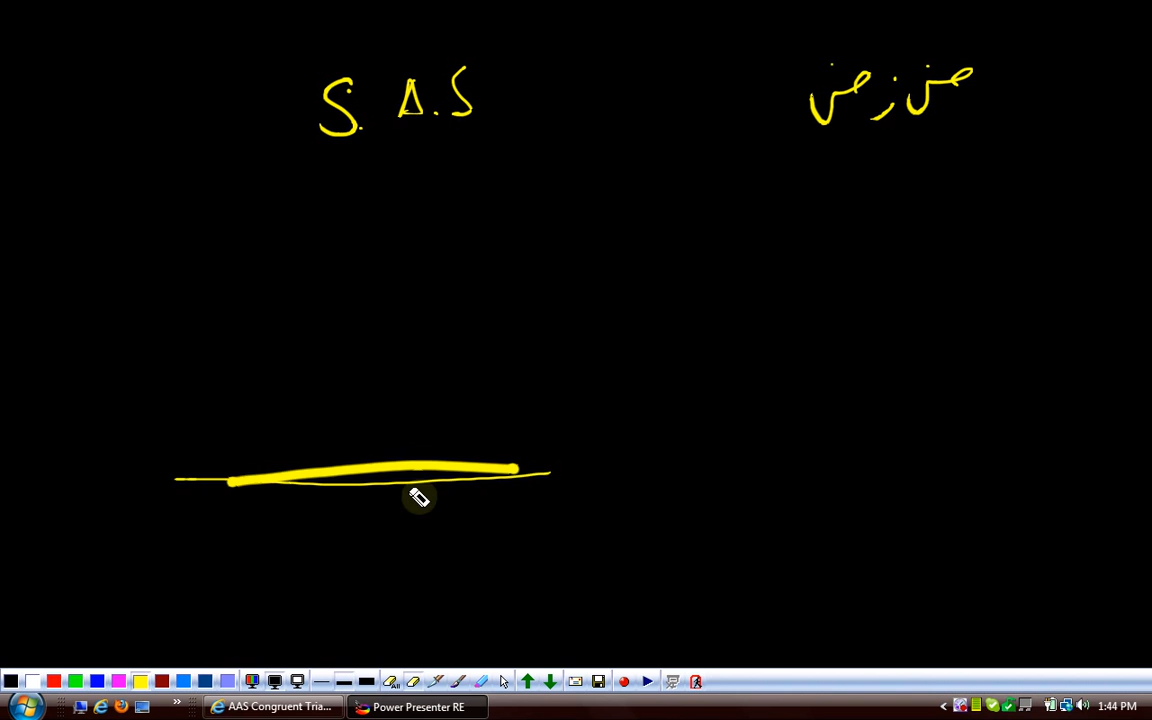 S. A.S ض ز ض
AAS Congruent Tria...
Power Presenter RE
1:44 PM